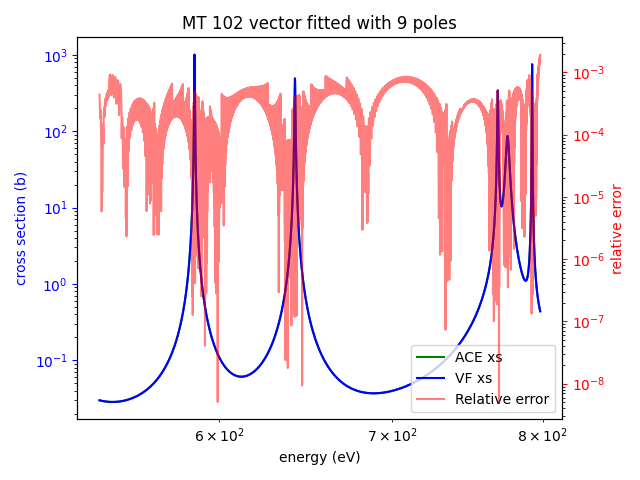 MT 102 vector fitted with 9 poles
10³
10²
10¹
10⁰
10⁻¹
cross section (b)
10⁻³
10⁻⁴
10⁻⁵
10⁻⁶
10⁻⁷
10⁻⁸
relative error
ACE xs
VF xs
Relative error
6 × 10² 7 × 10² 8 × 10²
energy (eV)